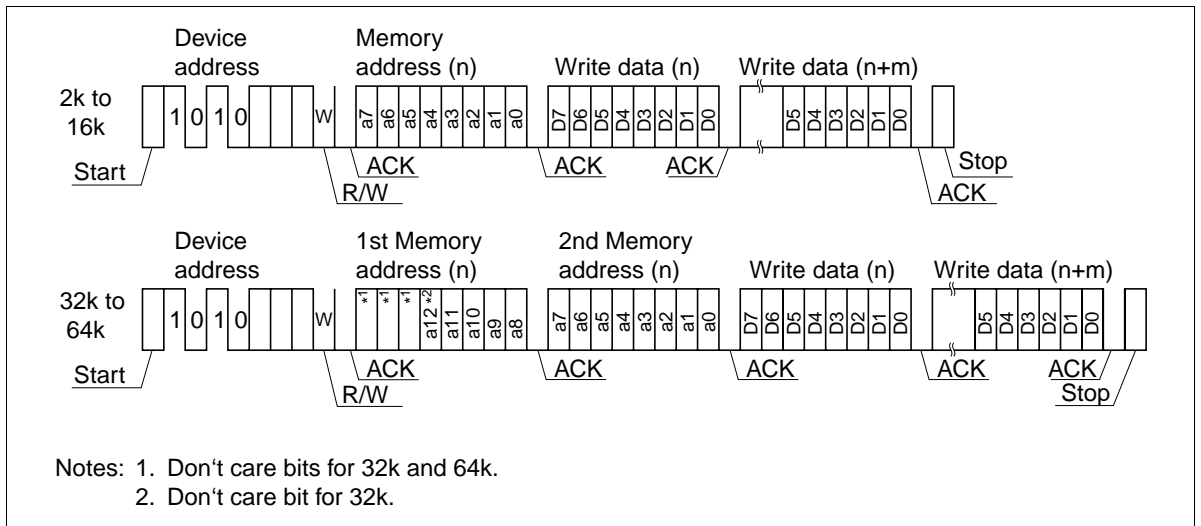 Device address
Memory address (n)
Write data (n)
Write data (n+m)
2k to 16k
1 0 1 0 W
a7 a6 a5 a4 a3 a2 a1 a0
D7 D6 D5 D4 D3 D2 D1 D0
D5 D4 D3 D2 D1 D0
Start
R/W
ACK
ACK
ACK
ACK
Stop
Device address
1st Memory address (n)
2nd Memory address (n)
Write data (n)
Write data (n+m)
32k to 64k
1 0 1 0 W
*1 *1 *1 a12*2 a11 a10 a9 a8
a7 a6 a5 a4 a3 a2 a1 a0
D7 D6 D5 D4 D3 D2 D1 D0
D5 D4 D3 D2 D1 D0
Start
R/W
ACK
ACK
ACK
ACK
ACK
Stop
Notes: 1. Don't care bits for 32k and 64k.
2. Don't care bit for 32k.